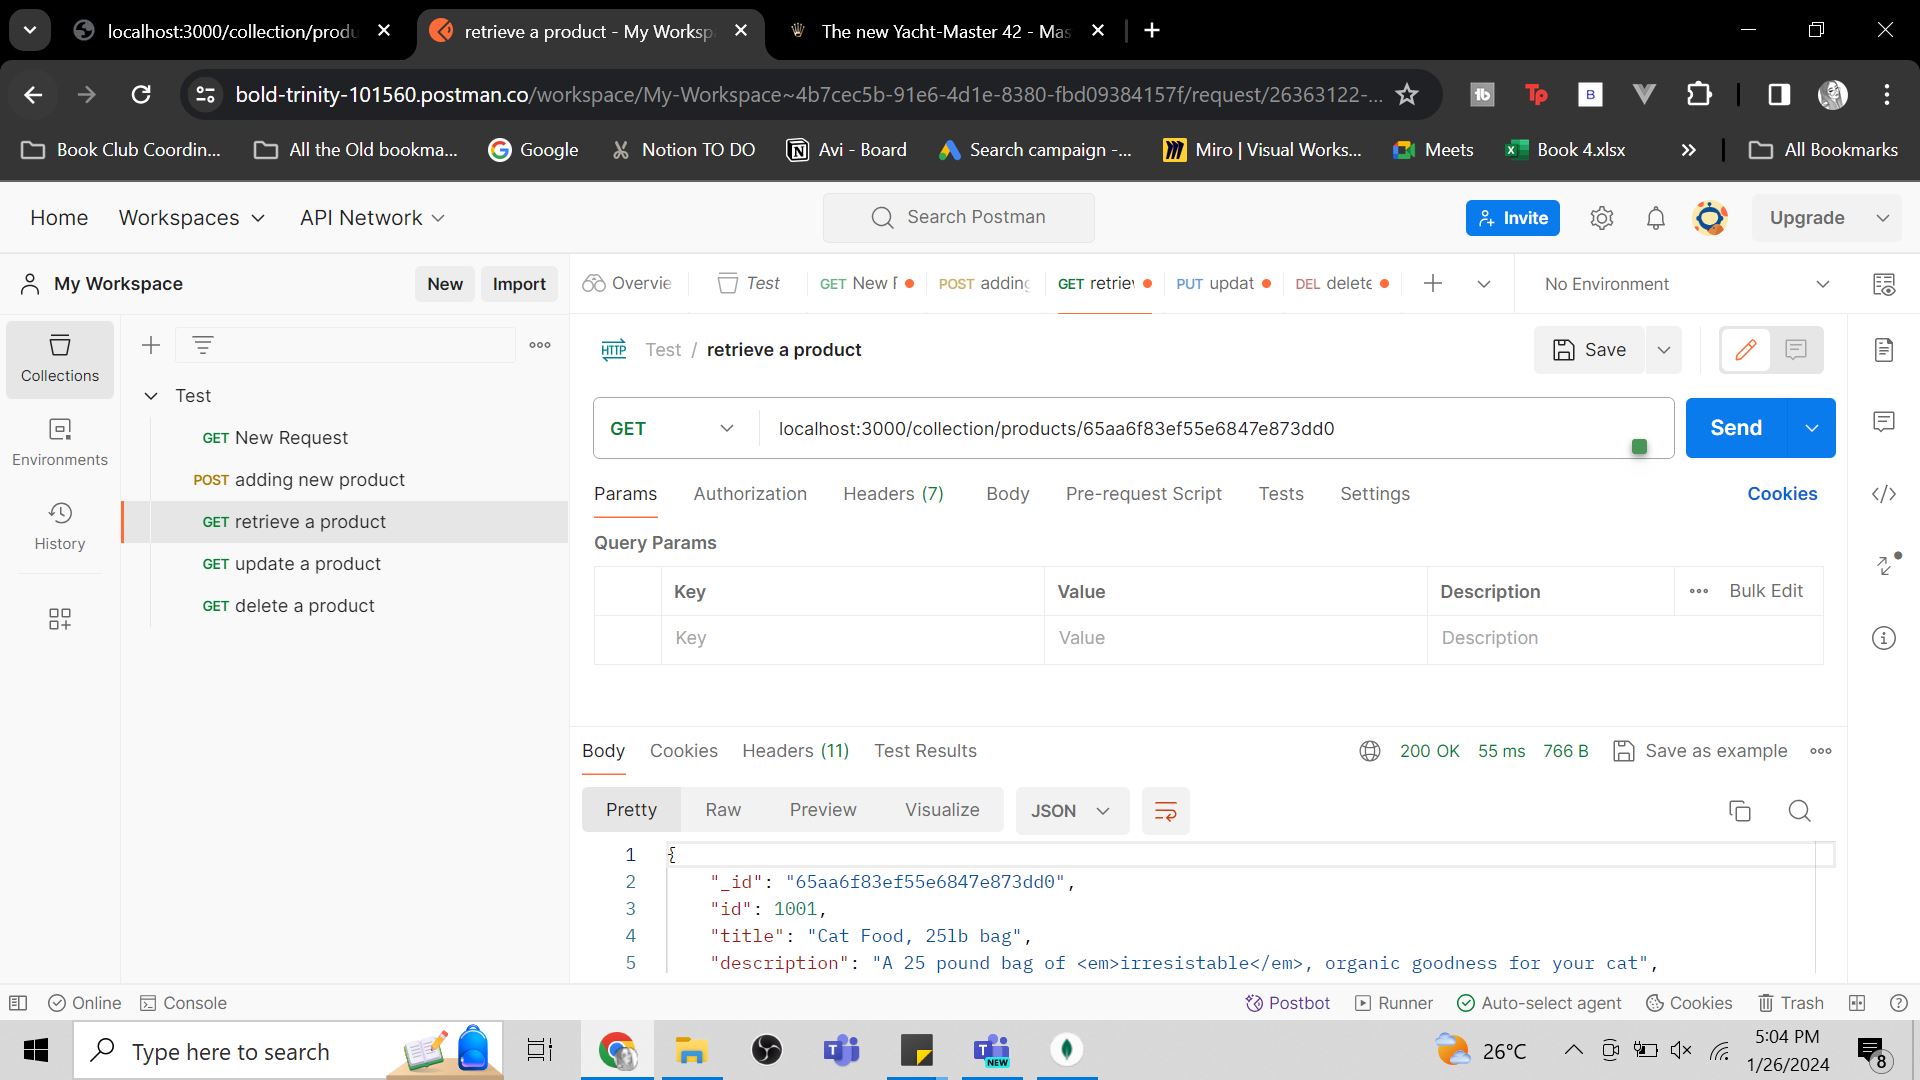 localhost:3000/collection/produ
retrieve a product - My Worksp
The new Yacht-Master 42 - Mas
bold-trinity-101560.postman.co/workspace/My-Workspace~4b7cec5b-91e6-4d1e-8380-fbd09384157f/request/26363122-...
Book Club Coordin... All the Old bookma... Google Notion TO DO Avi - Board Search campaign -... Miro | Visual Works... Meets Book 4.xlsx » All Bookmarks
Home Workspaces API Network Search Postman Invite Upgrade
My Workspace New Import Overvie Test GET New F POST adding GET retriev PUT updat DEL delete No Environment
Collections
Environments
History
Test
GET New Request
POST adding new product
GET retrieve a product
GET update a product
GET delete a product
HTTP Test / retrieve a product Save
GET localhost:3000/collection/products/65aa6f83ef55e6847e873dd0 Send
Params Authorization Headers (7) Body Pre-request Script Tests Settings Cookies
Query Params
Key Value Description Bulk Edit
Key Value Description
Body Cookies Headers (11) Test Results 200 OK 55 ms 766 B Save as example
Pretty Raw Preview Visualize JSON
1 {
2 "_id": "65aa6f83ef55e6847e873dd0",
3 "id": 1001,
4 "title": "Cat Food, 25lb bag",
5 "description": "A 25 pound bag of <em>irresistable</em>, organic goodness for your cat",
Online Console Postbot Runner Auto-select agent Cookies Trash
Type here to search NEW 26°C 5:04 PM
1/26/2024 8